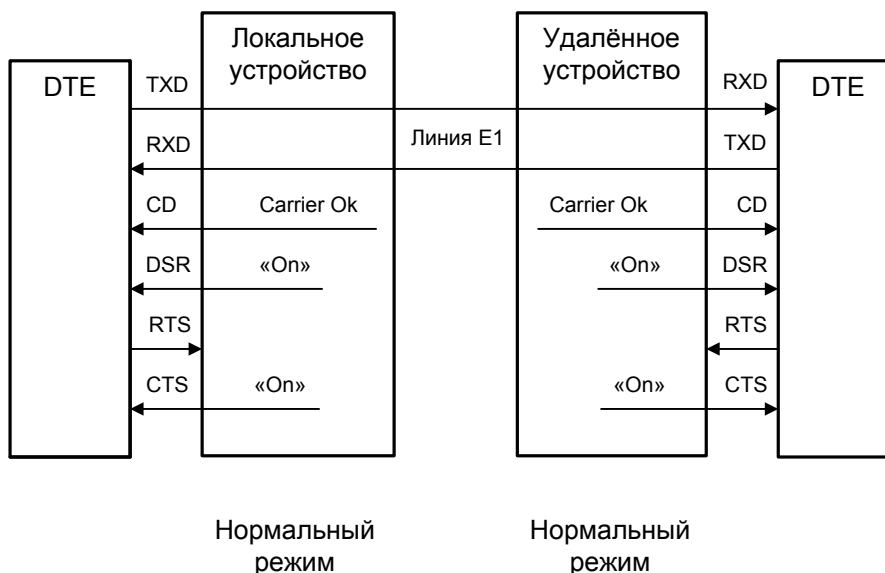 Локальное
устройство
Удалённое
устройство
DTE
TXD
RXD
DTE
RXD
Линия E1
TXD
CD
Carrier Ok
Carrier Ok
CD
DSR
«On»
«On»
DSR
RTS
RTS
CTS
«On»
«On»
CTS
Нормальный
режим
Нормальный
режим